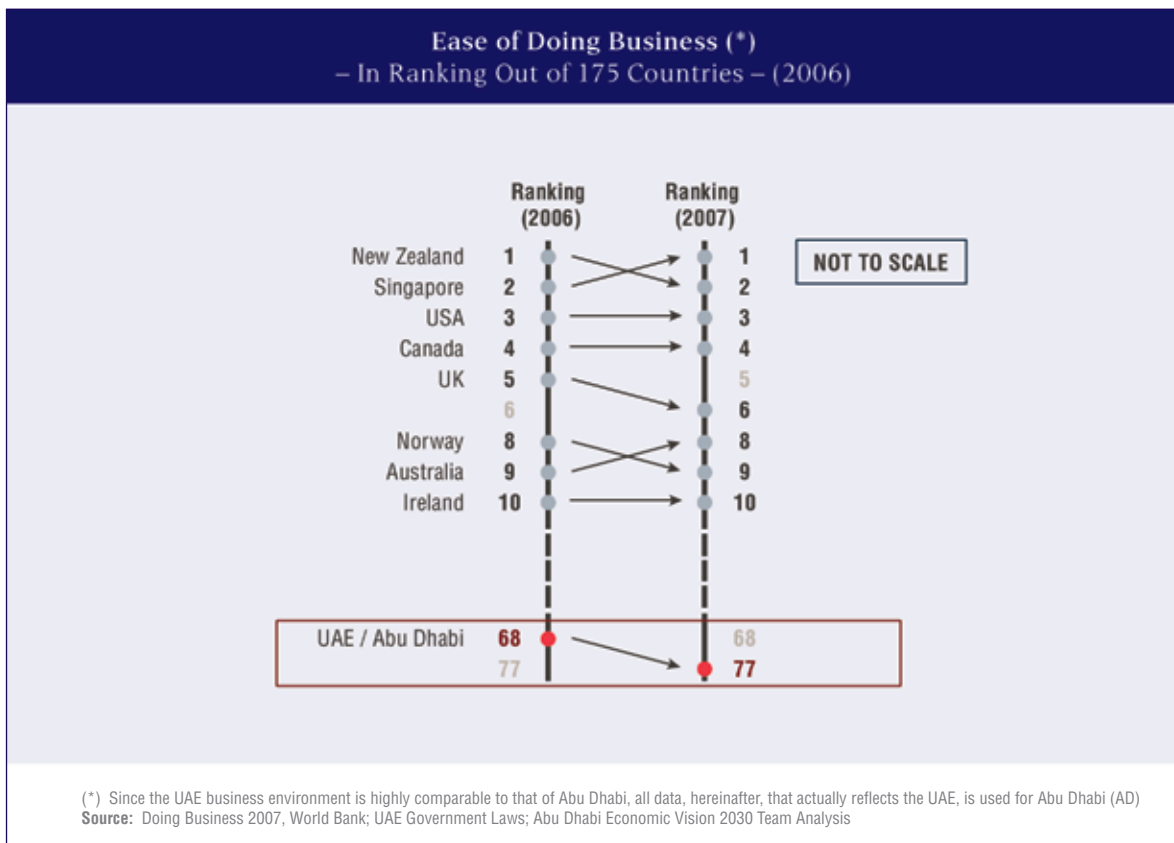 Ease of Doing Business (*)
– In Ranking Out of 175 Countries – (2006)
Ranking (2006) Ranking (2007)
New Zealand 1 1
NOT TO SCALE
Singapore 2 2
USA 3 3
Canada 4 4
UK 5 5
6 6
Norway 8 8
Australia 9 9
Ireland 10 10
UAE / Abu Dhabi 68 68
77 77
(*) Since the UAE business environment is highly comparable to that of Abu Dhabi, all data, hereinafter, that actually reflects the UAE, is used for Abu Dhabi (AD)
Source: Doing Business 2007, World Bank; UAE Government Laws; Abu Dhabi Economic Vision 2030 Team Analysis